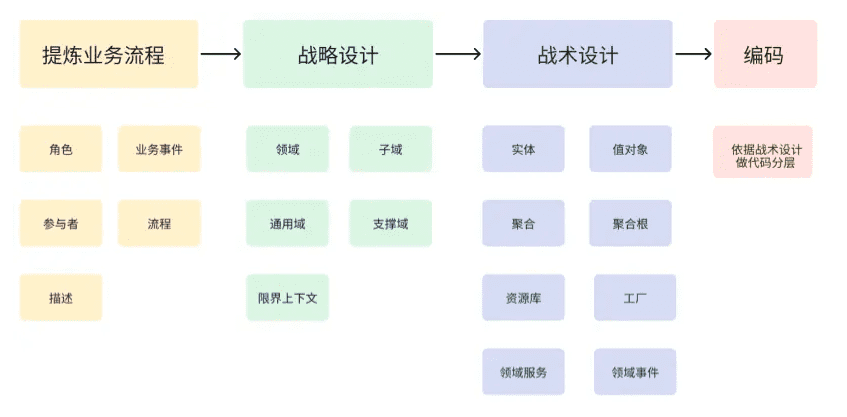 提炼业务流程
战略设计
战术设计
编码
角色
业务事件
领域
子域
实体
值对象
依据战术设计
做代码分层
参与者
流程
通用域
支撑域
聚合
聚合根
描述
限界上下文
资源库
工厂
领域服务
领域事件